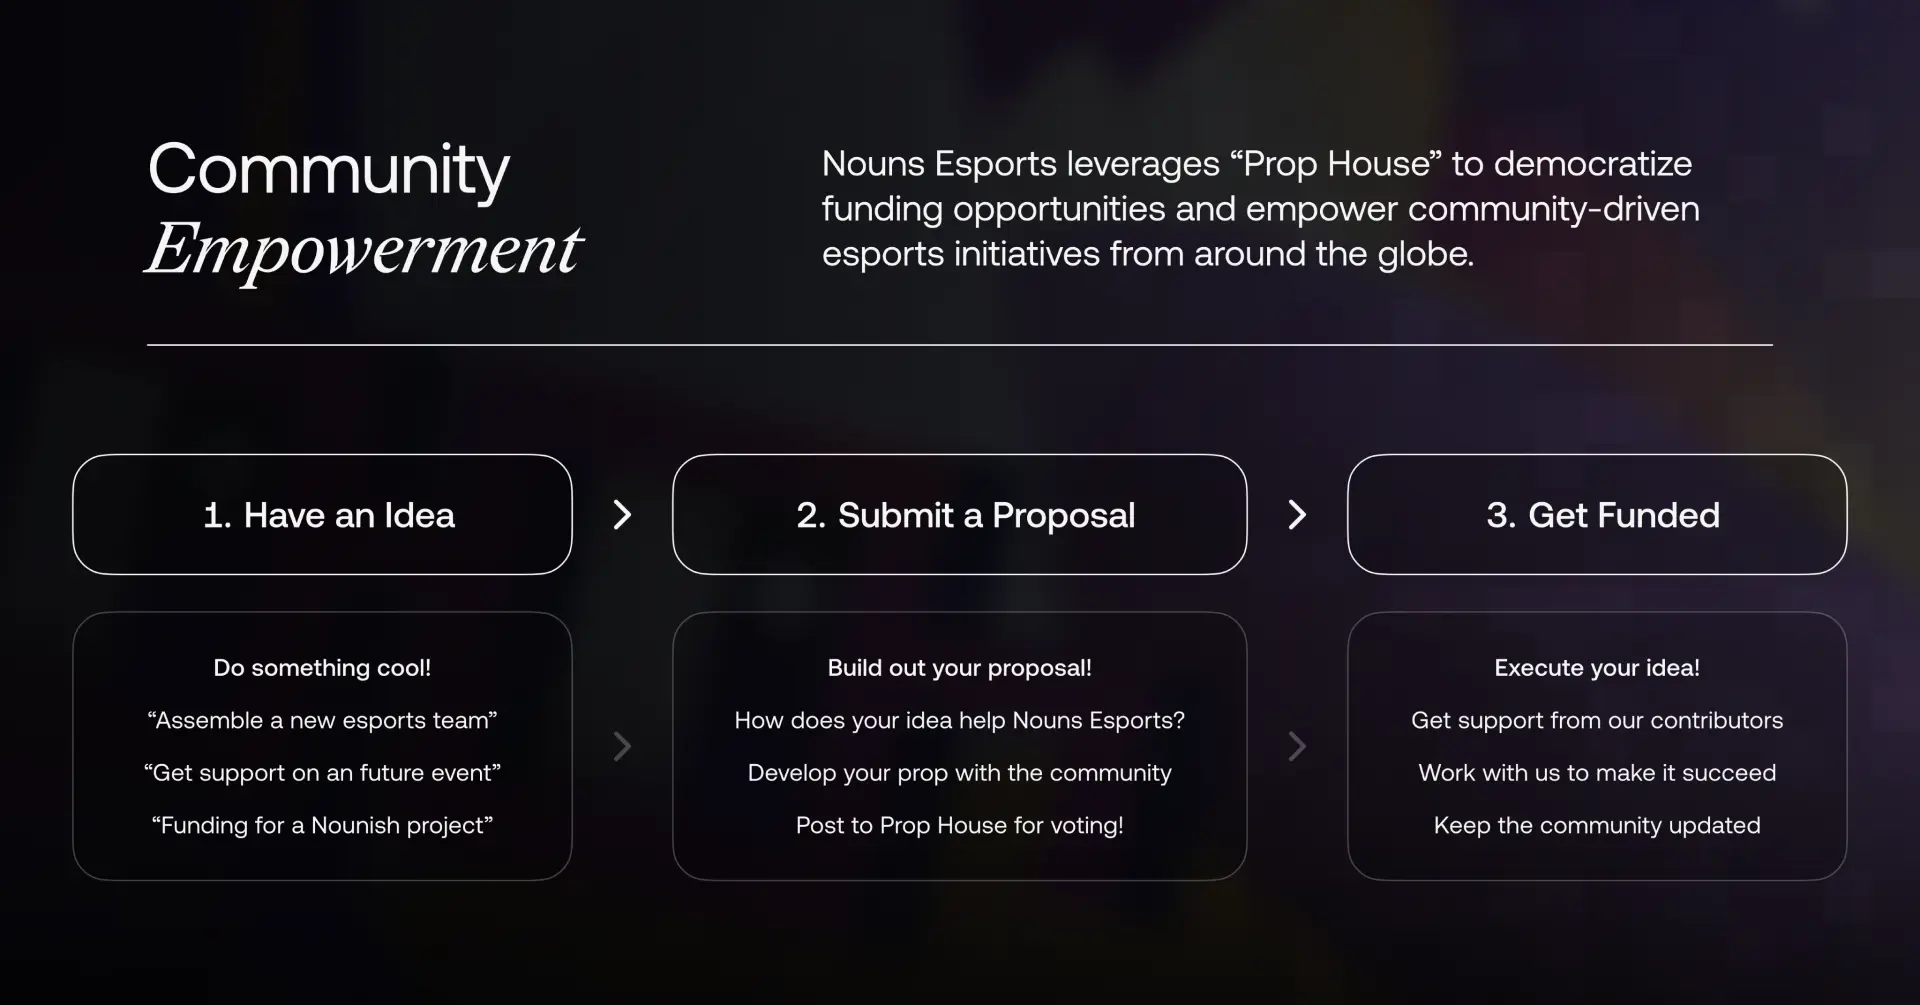 Community
Empowerment
Nouns Esports leverages “Prop House” to democratize
funding opportunities and empower community-driven
esports initiatives from around the globe.
1. Have an Idea
2. Submit a Proposal
3. Get Funded
Do something cool!
“Assemble a new esports team”
“Get support on an future event”
“Funding for a Nounish project”
Build out your proposal!
How does your idea help Nouns Esports?
Develop your prop with the community
Post to Prop House for voting!
Execute your idea!
Get support from our contributors
Work with us to make it succeed
Keep the community updated